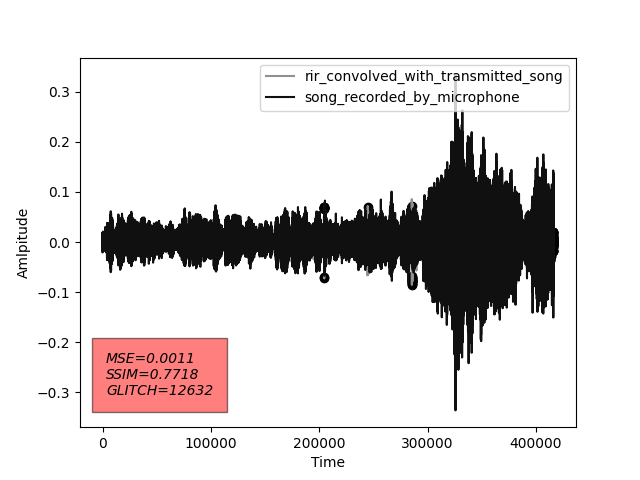 rir_convolved_with_transmitted_song
song_recorded_by_microphone
0.3
0.2
0.1
0.0
−0.1
−0.2
−0.3
Amlpitude
MSE=0.0011
SSIM=0.7718
GLITCH=12632
0 100000 200000 300000 400000
Time